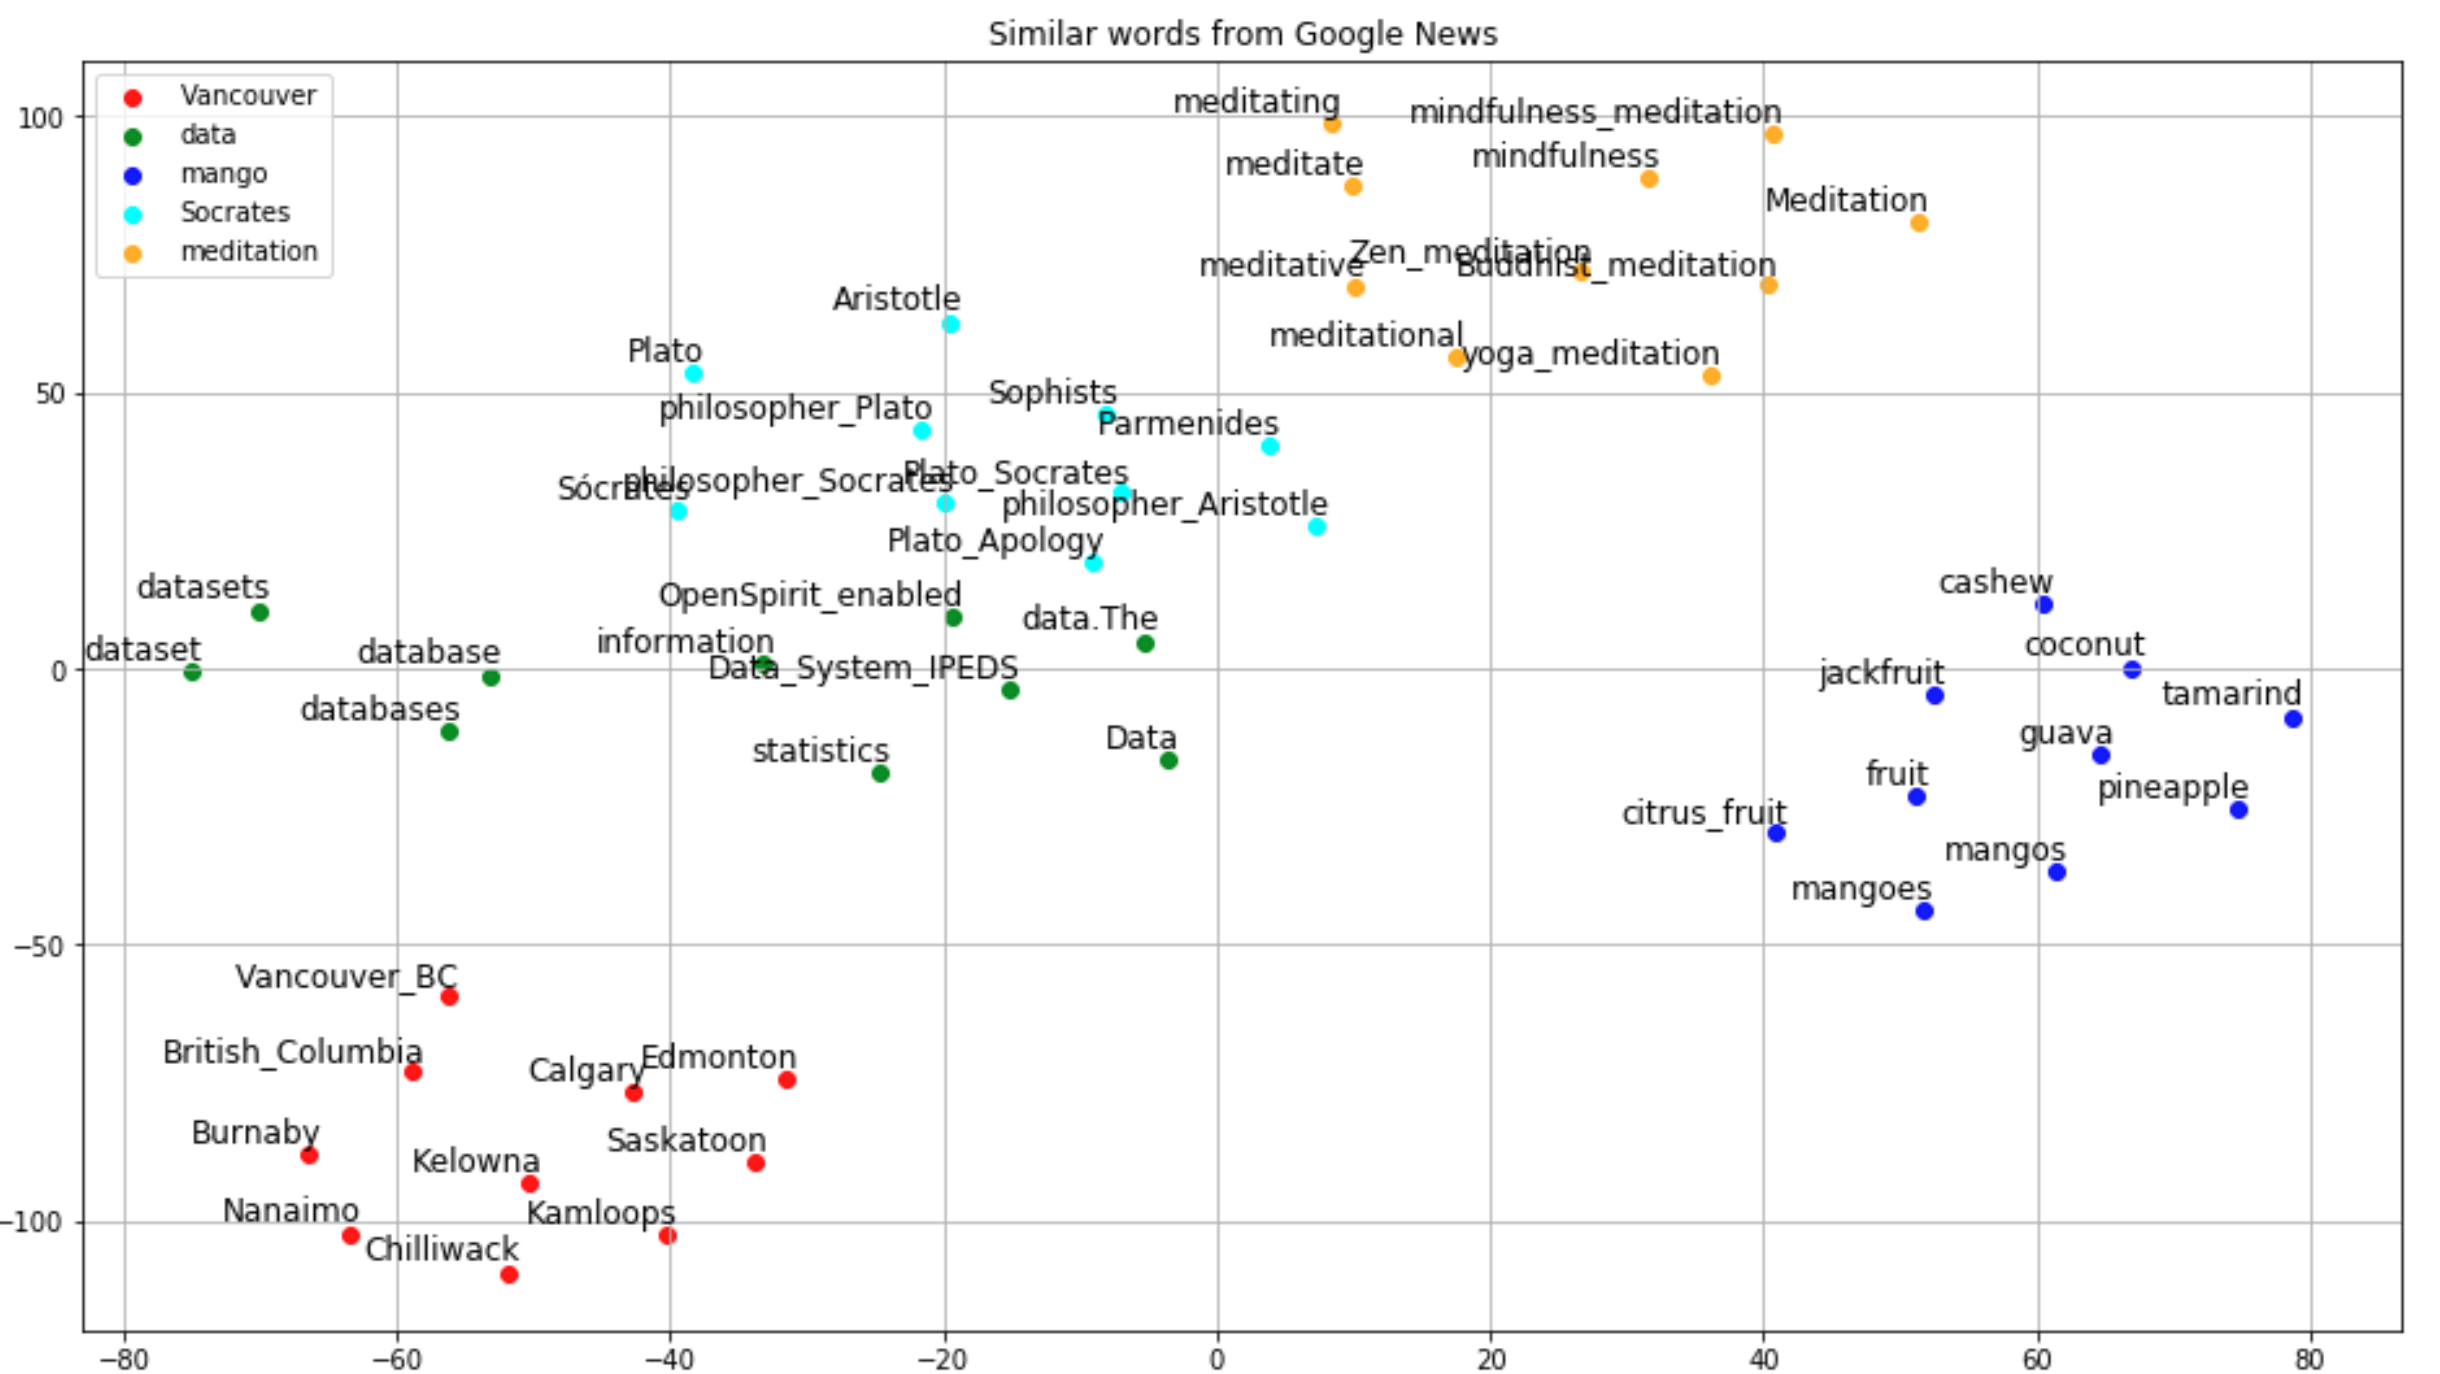 Similar words from Google News
Vancouver
data
mango
Socrates
meditation
100
50
0
−50
−100
meditating
mindfulness_meditation
meditate
mindfulness
Meditation
meditative
Zen_meditation
Buddhist_meditation
meditational
yoga_meditation
Aristotle
Plato
Sophists
philosopher_Plato
Parmenides
Sócrates
philosopher_Socrates
Plato_Socrates
philosopher_Aristotle
Plato_Apology
datasets
OpenSpirit_enabled
data.The
dataset
database
information
Data_System_IPEDS
databases
statistics
Data
cashew
coconut
jackfruit
tamarind
guava
fruit
pineapple
citrus_fruit
mangos
mangoes
Vancouver_BC
British_Columbia
Calgary
Edmonton
Burnaby
Kelowna
Saskatoon
Nanaimo
Kamloops
Chilliwack
−80 −60 −40 −20 0 20 40 60 80